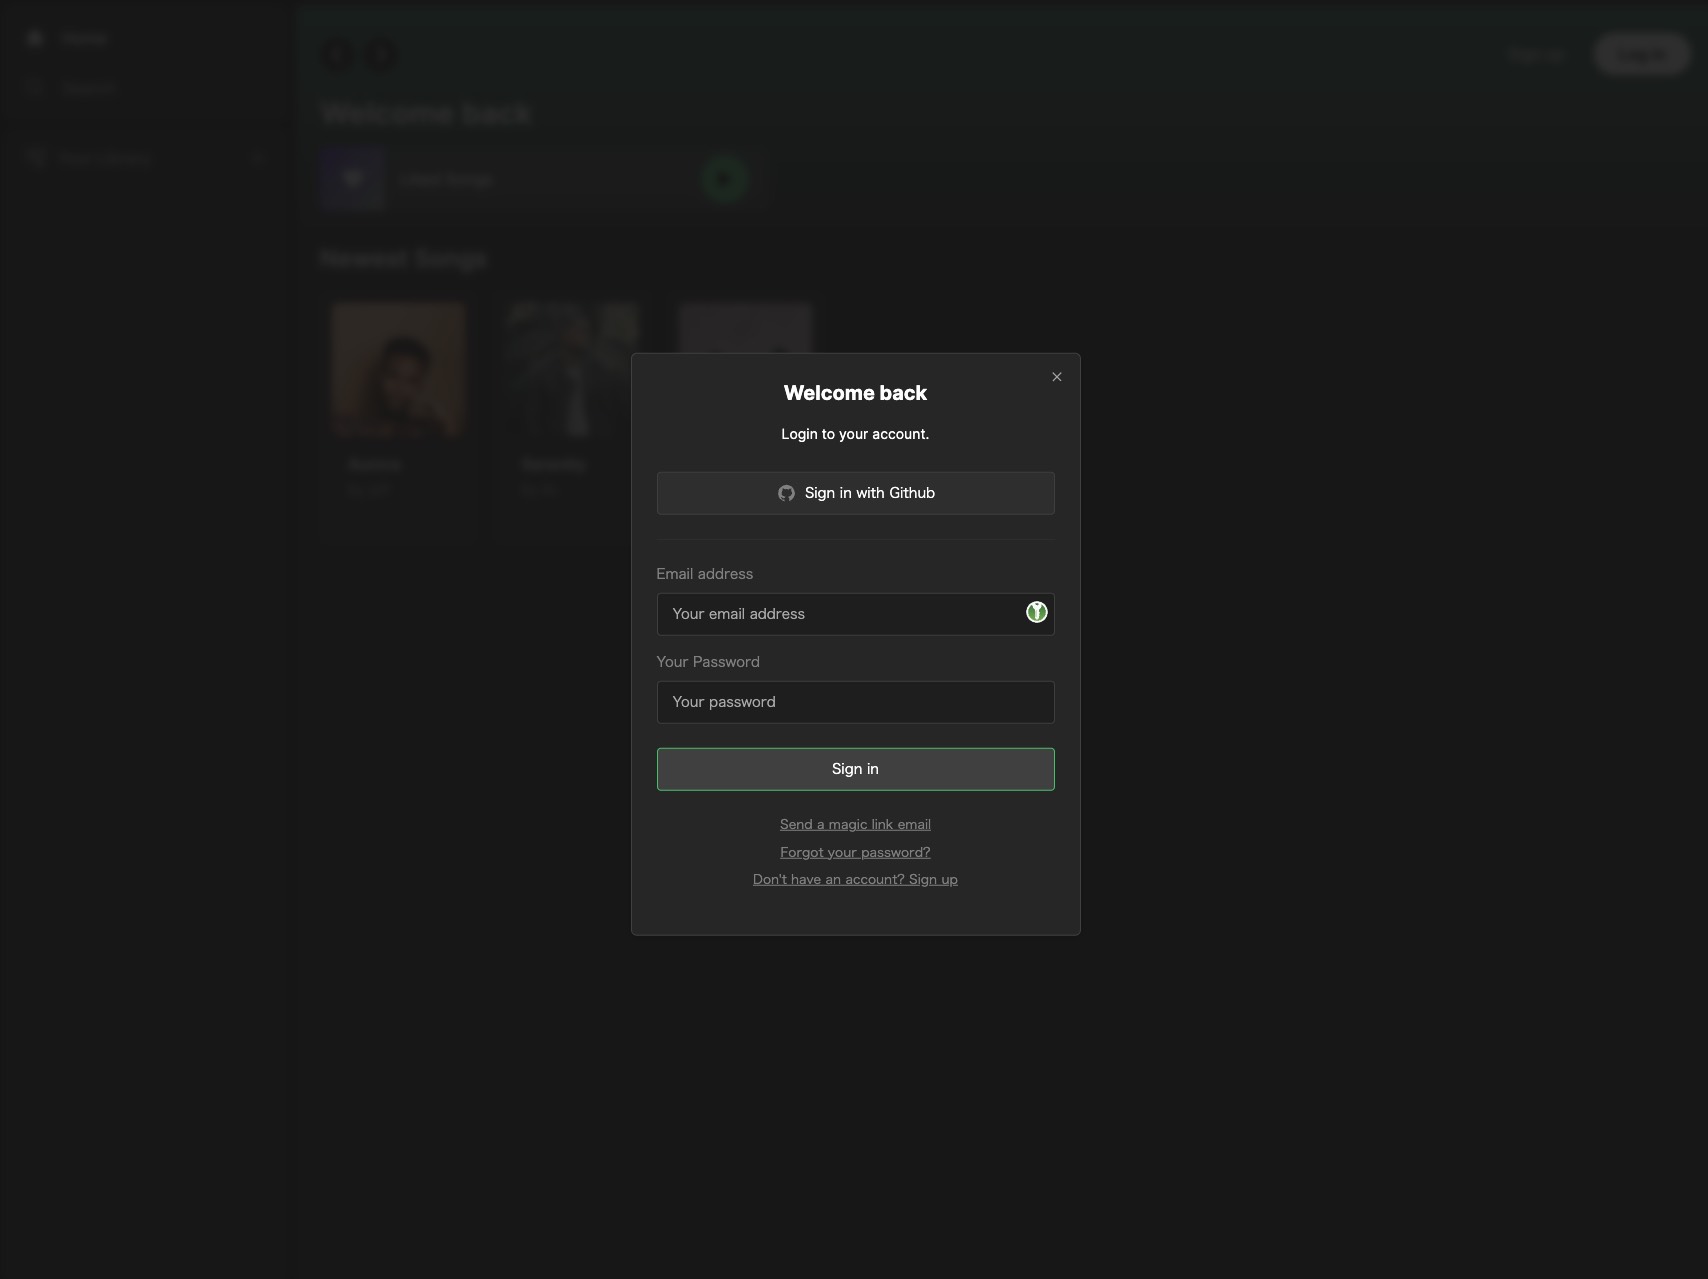 Home
Search
Your Library
Sign up
Log in
Welcome back
Liked Songs
Newest Songs
Welcome back
Login to your account.
Sign in with Github
Email address
Your email address
Your Password
Your password
Sign in
Send a magic link email
Forgot your password?
Don't have an account? Sign up